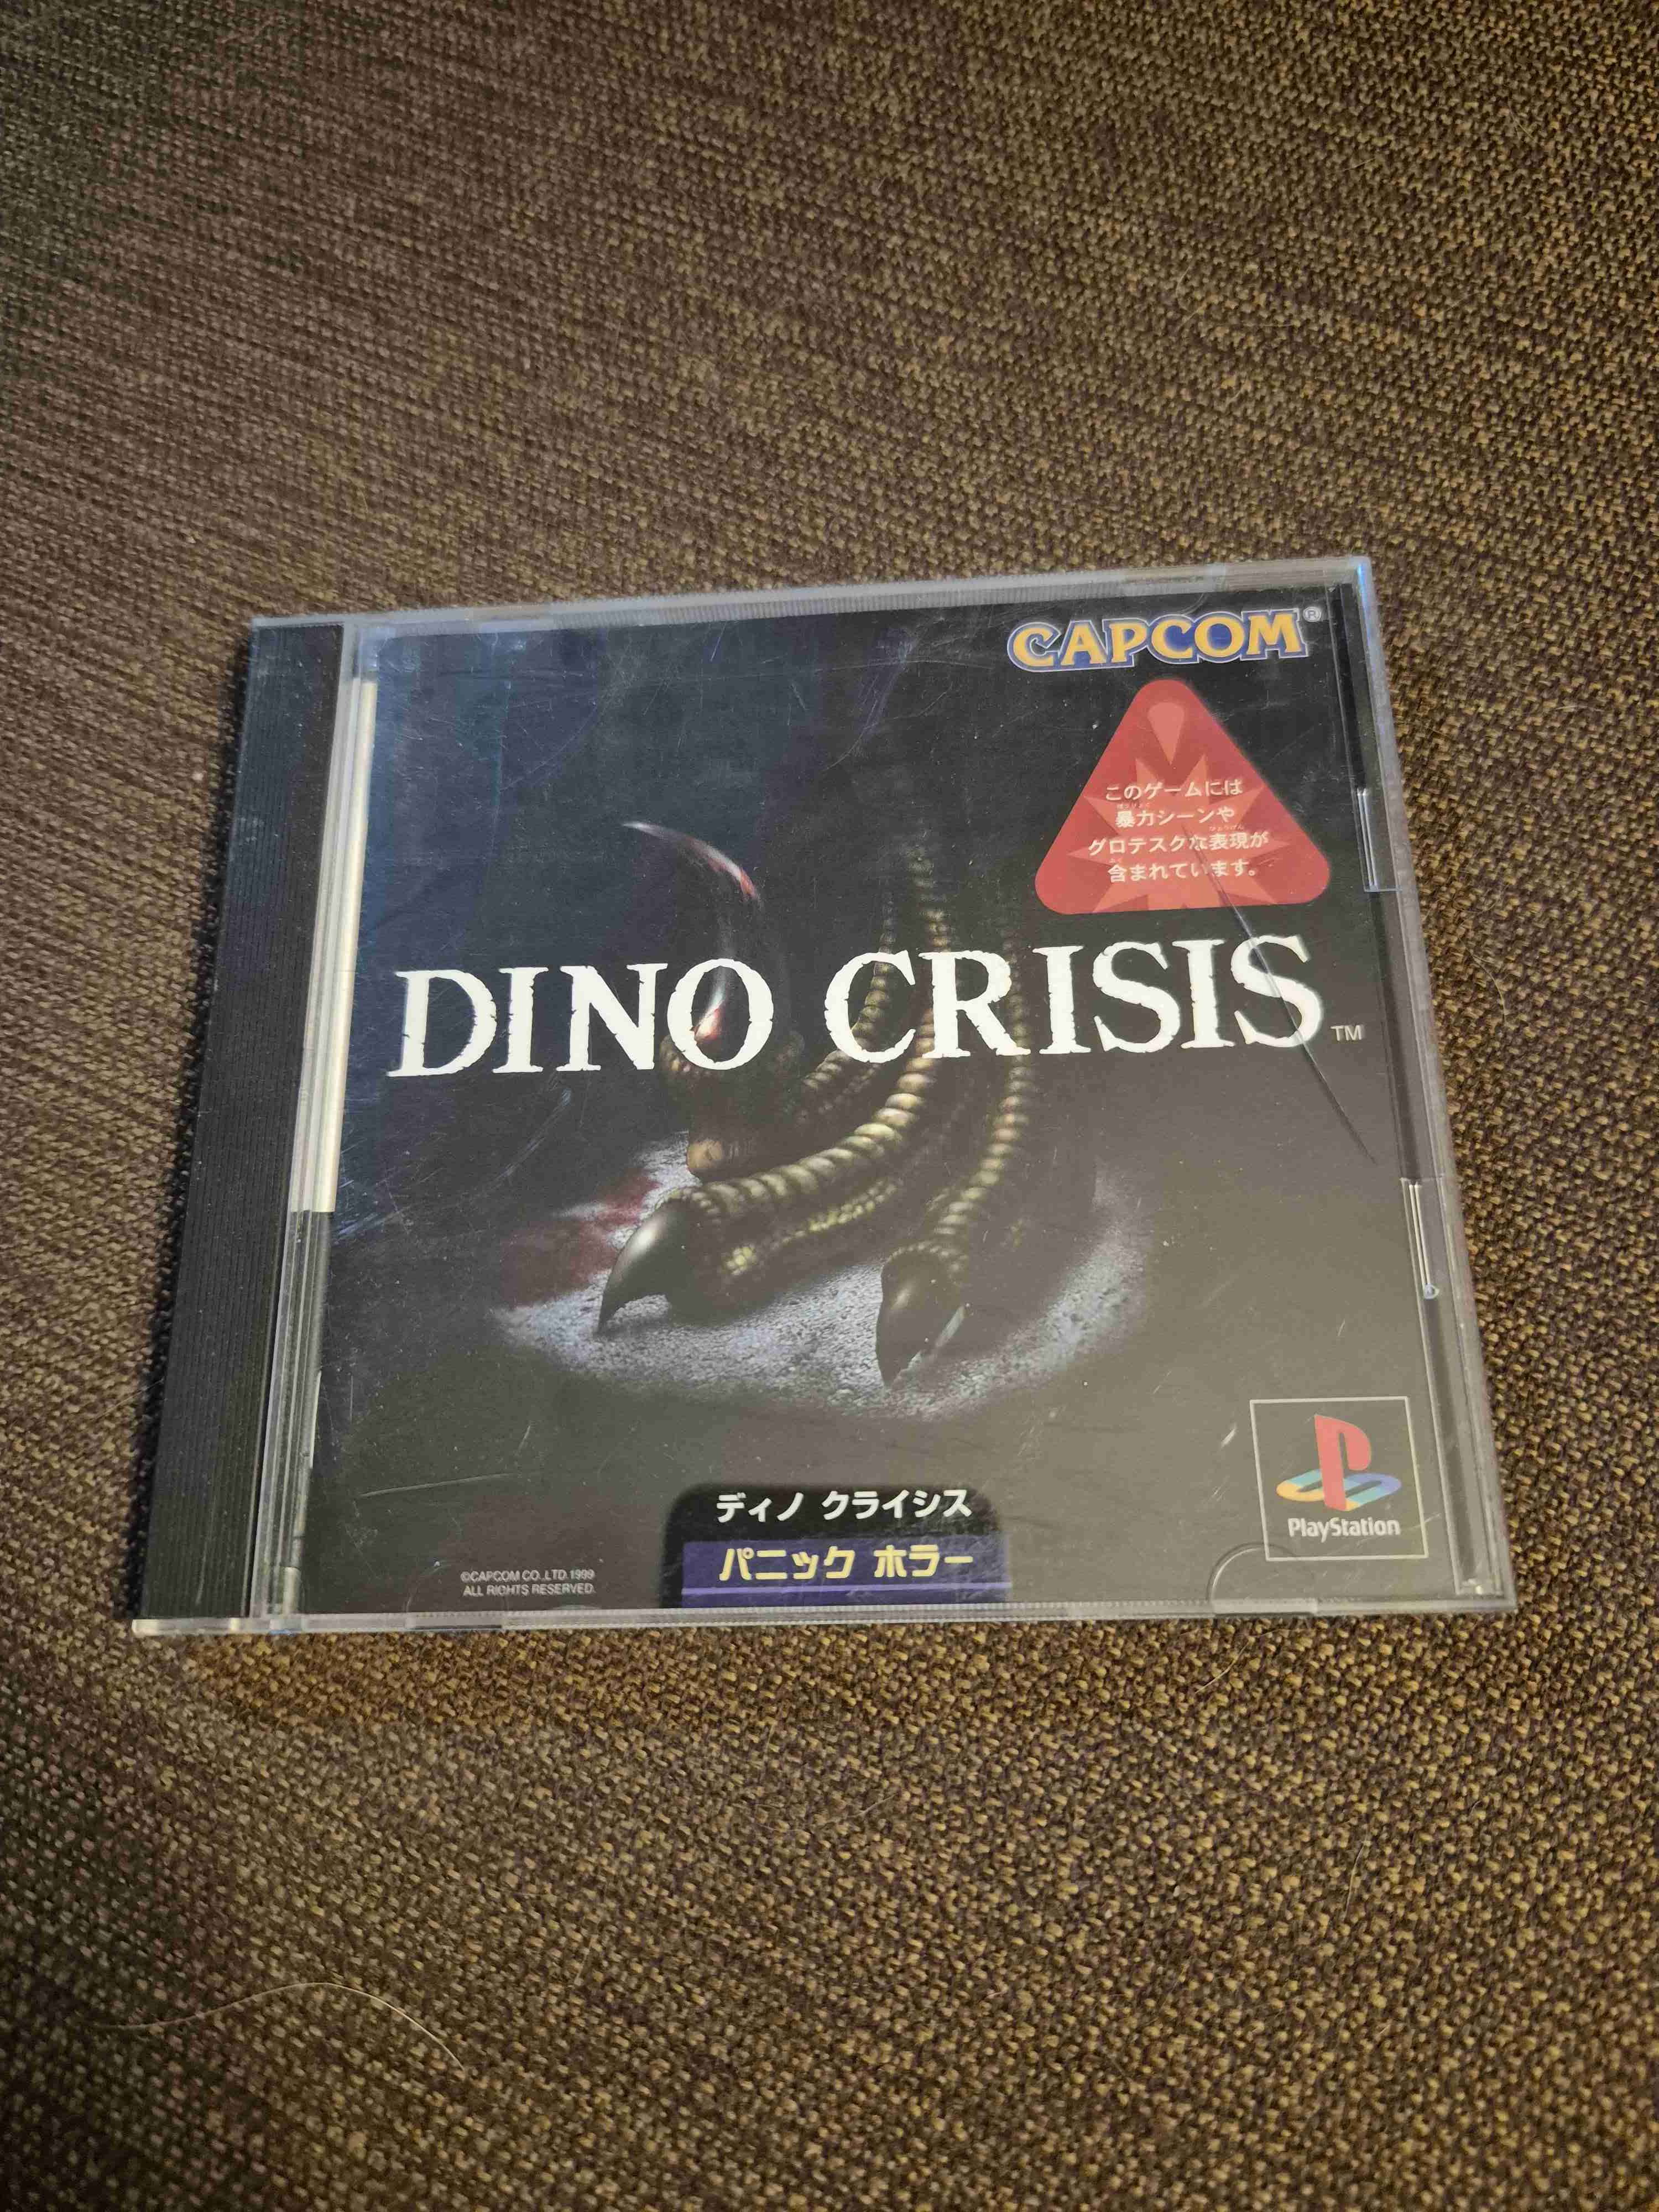 CAPCOM®
このゲームには
暴力シーンや
グロテスクな表現が
含まれています。
DINO CRISIS™
ディノ クライシス
パニック ホラー
PlayStation
©CAPCOM CO.,LTD.1999
ALL RIGHTS RESERVED.